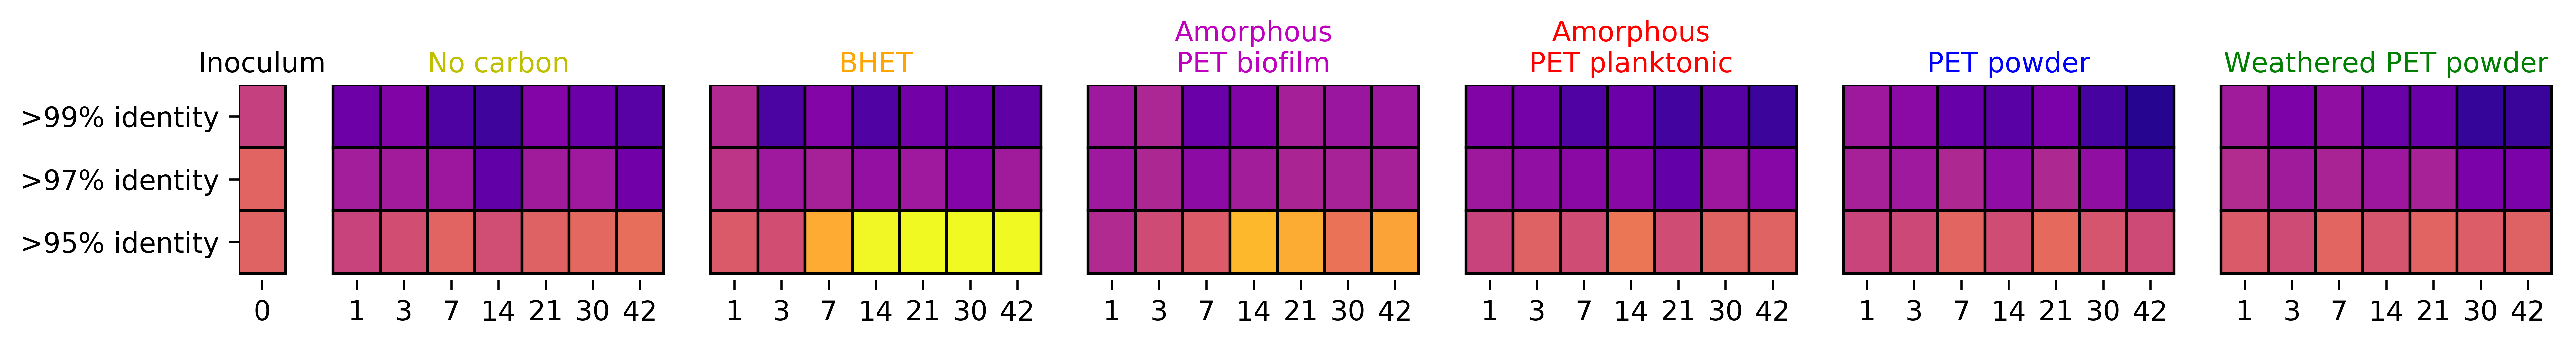 Inoculum
No carbon
BHET
Amorphous
PET biofilm
Amorphous
PET planktonic
PET powder
Weathered PET powder
>99% identity
>97% identity
>95% identity
0
1 3 7 14 21 30 42
1 3 7 14 21 30 42
1 3 7 14 21 30 42
1 3 7 14 21 30 42
1 3 7 14 21 30 42
1 3 7 14 21 30 42